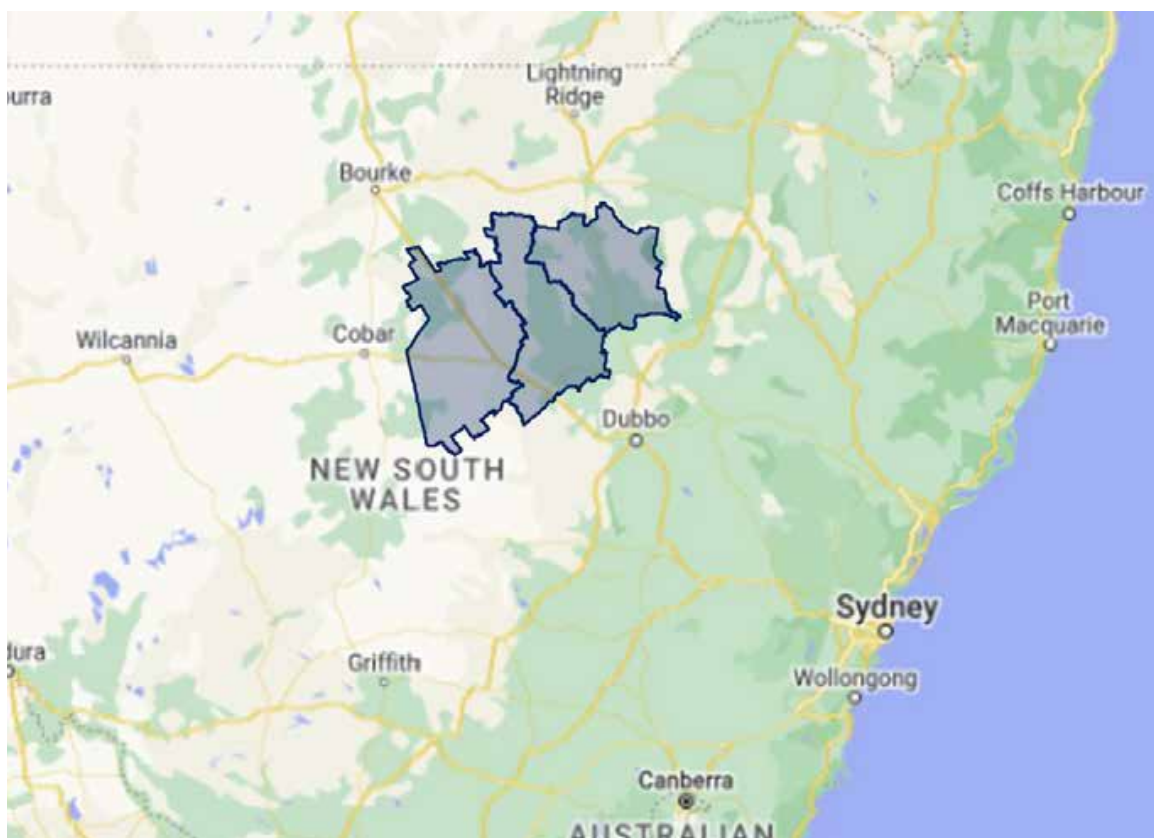 Lightning
Ridge
urra
Bourke
Coffs Harbour
Port
Macquarie
Cobar
Wilcannia
Dubbo
NEW SOUTH
WALES
Sydney
dura
Griffith
Wollongong
Canberra
AUSTRALIAN